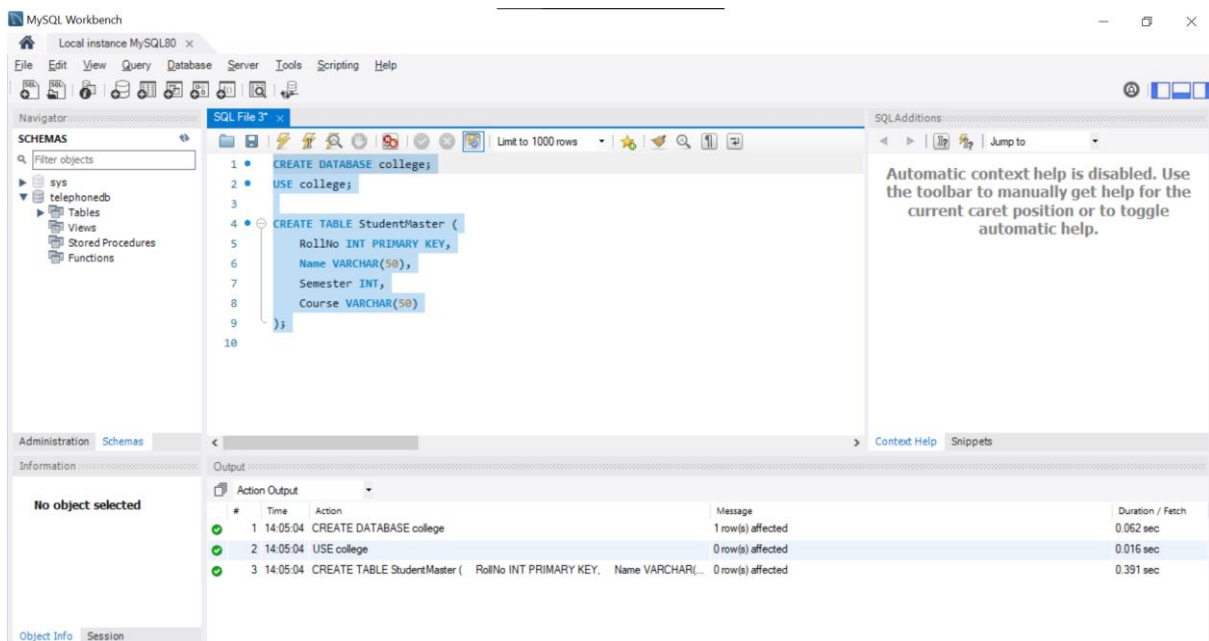 MySQL Workbench
Local instance MySQL80 ×
File Edit View Query Database Server Tools Scripting Help
Navigator
SCHEMAS
Filter objects
sys
telephonedb
Tables
Views
Stored Procedures
Functions
Administration Schemas
Information
No object selected
Object Info Session
SQL File 3* ×
Limit to 1000 rows
1 CREATE DATABASE college;
2 USE college;
3
4 CREATE TABLE StudentMaster (
5 RollNo INT PRIMARY KEY,
6 Name VARCHAR(50),
7 Semester INT,
8 Course VARCHAR(50)
9 );
10
SQLAdditions
Jump to
Automatic context help is disabled. Use
the toolbar to manually get help for the
current caret position or to toggle
automatic help.
Context Help Snippets
Output
Action Output
# Time Action Message Duration / Fetch
1 14:05:04 CREATE DATABASE college 1 row(s) affected 0.062 sec
2 14:05:04 USE college 0 row(s) affected 0.016 sec
3 14:05:04 CREATE TABLE StudentMaster ( RollNo INT PRIMARY KEY, Name VARCHAR(... 0 row(s) affected 0.391 sec